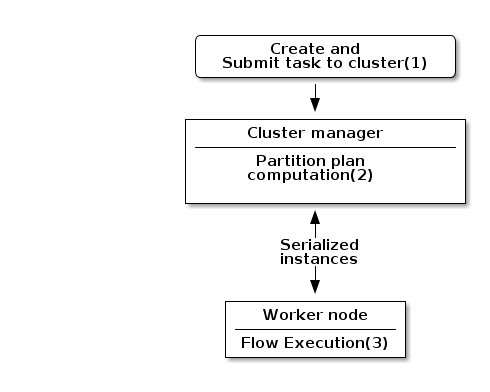 Create and
Submit task to cluster(1)
Cluster manager
Partition plan
computation(2)
Serialized
instances
Worker node
Flow Execution(3)